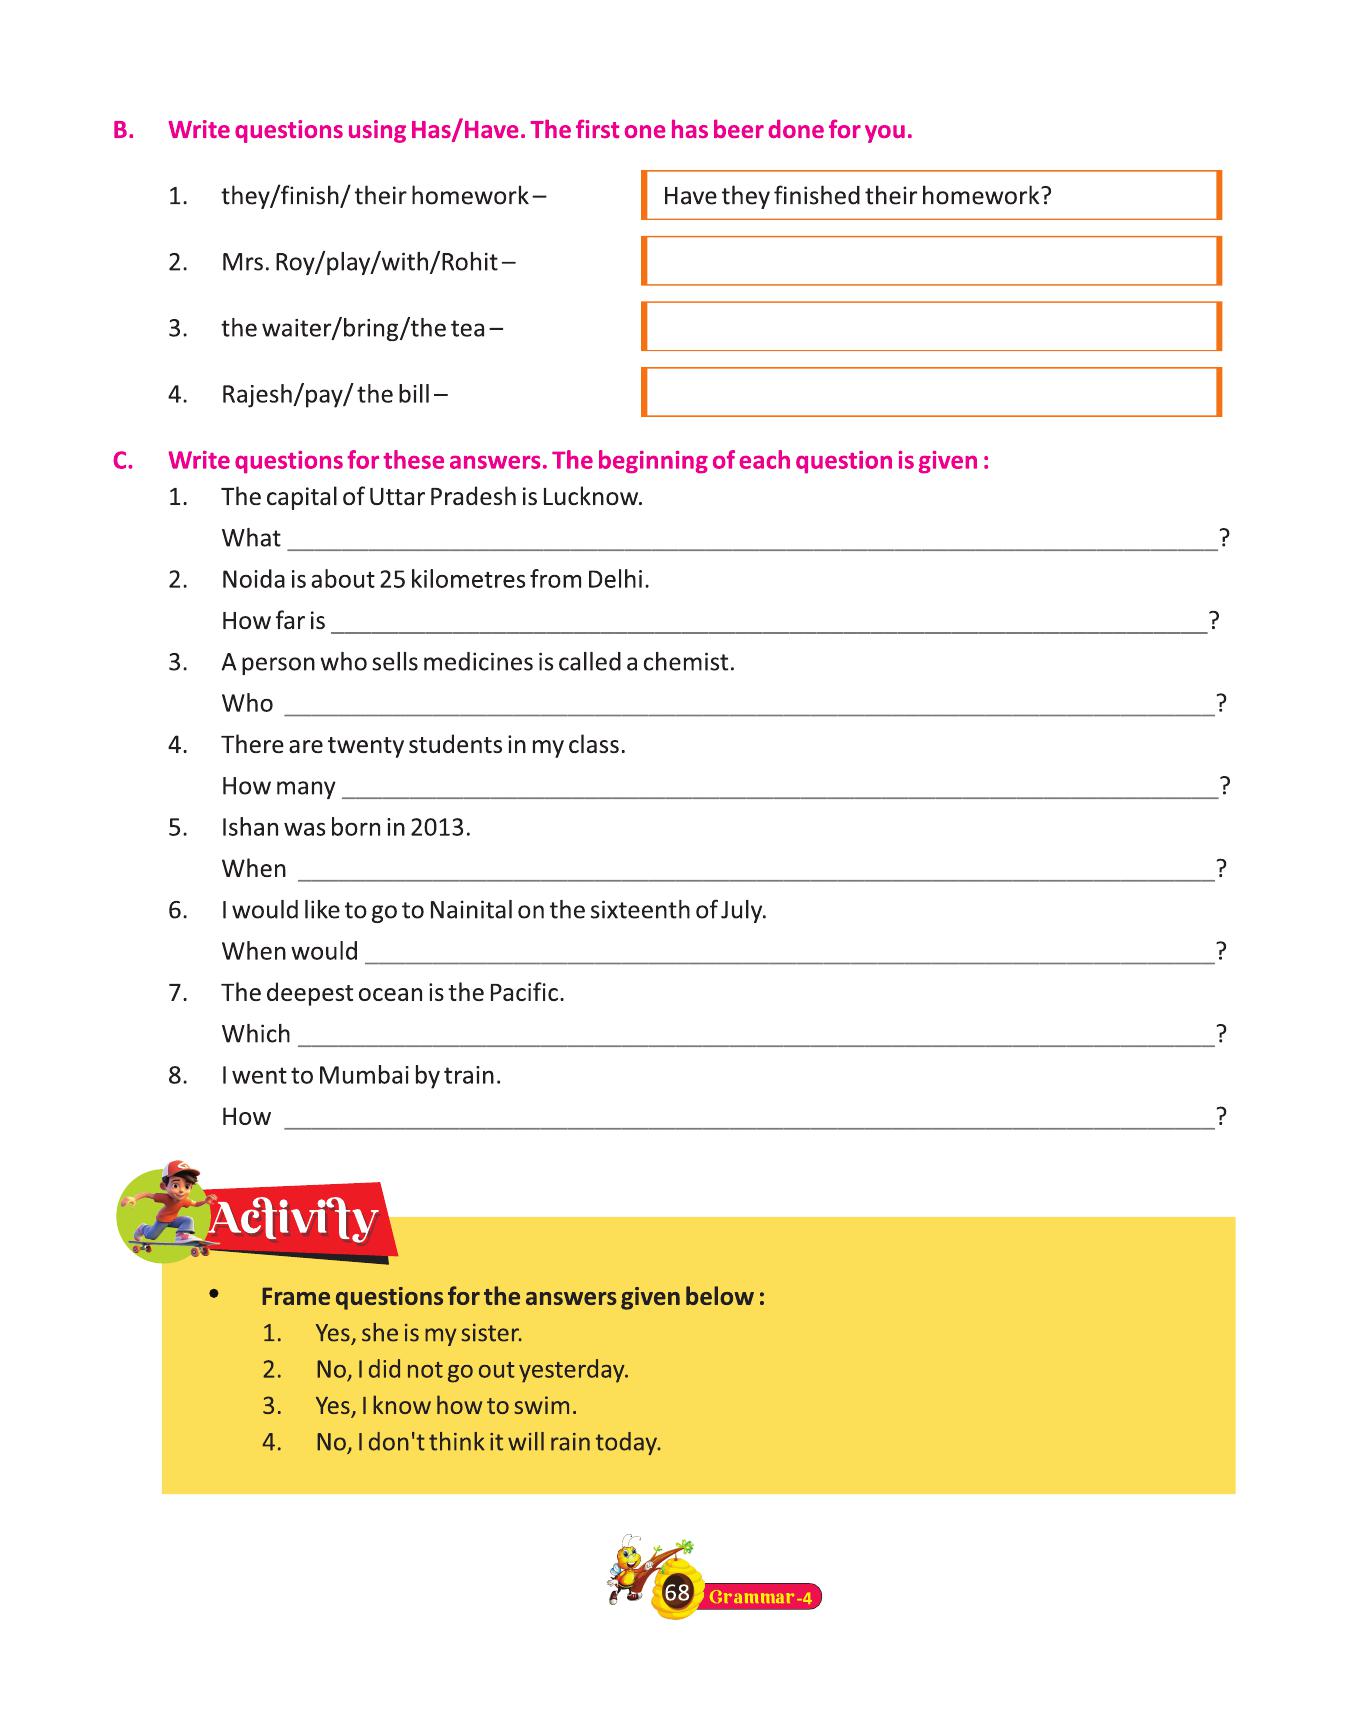 B. Write questions using Has/Have. The first one has beer done for you.
1. they/finish/ their homework – Have they finished their homework?
2. Mrs. Roy/play/with/Rohit –
3. the waiter/bring/the tea –
4. Rajesh/pay/ the bill –
C. Write questions for these answers. The beginning of each question is given :
1. The capital of Uttar Pradesh is Lucknow.
What ______?
2. Noida is about 25 kilometres from Delhi.
How far is ______?
3. A person who sells medicines is called a chemist.
Who ______?
4. There are twenty students in my class.
How many ______?
5. Ishan was born in 2013.
When ______?
6. I would like to go to Nainital on the sixteenth of July.
When would ______?
7. The deepest ocean is the Pacific.
Which ______?
8. I went to Mumbai by train.
How ______?
Activity
• Frame questions for the answers given below :
1. Yes, she is my sister.
2. No, I did not go out yesterday.
3. Yes, I know how to swim.
4. No, I don't think it will rain today.
68 Grammar-4